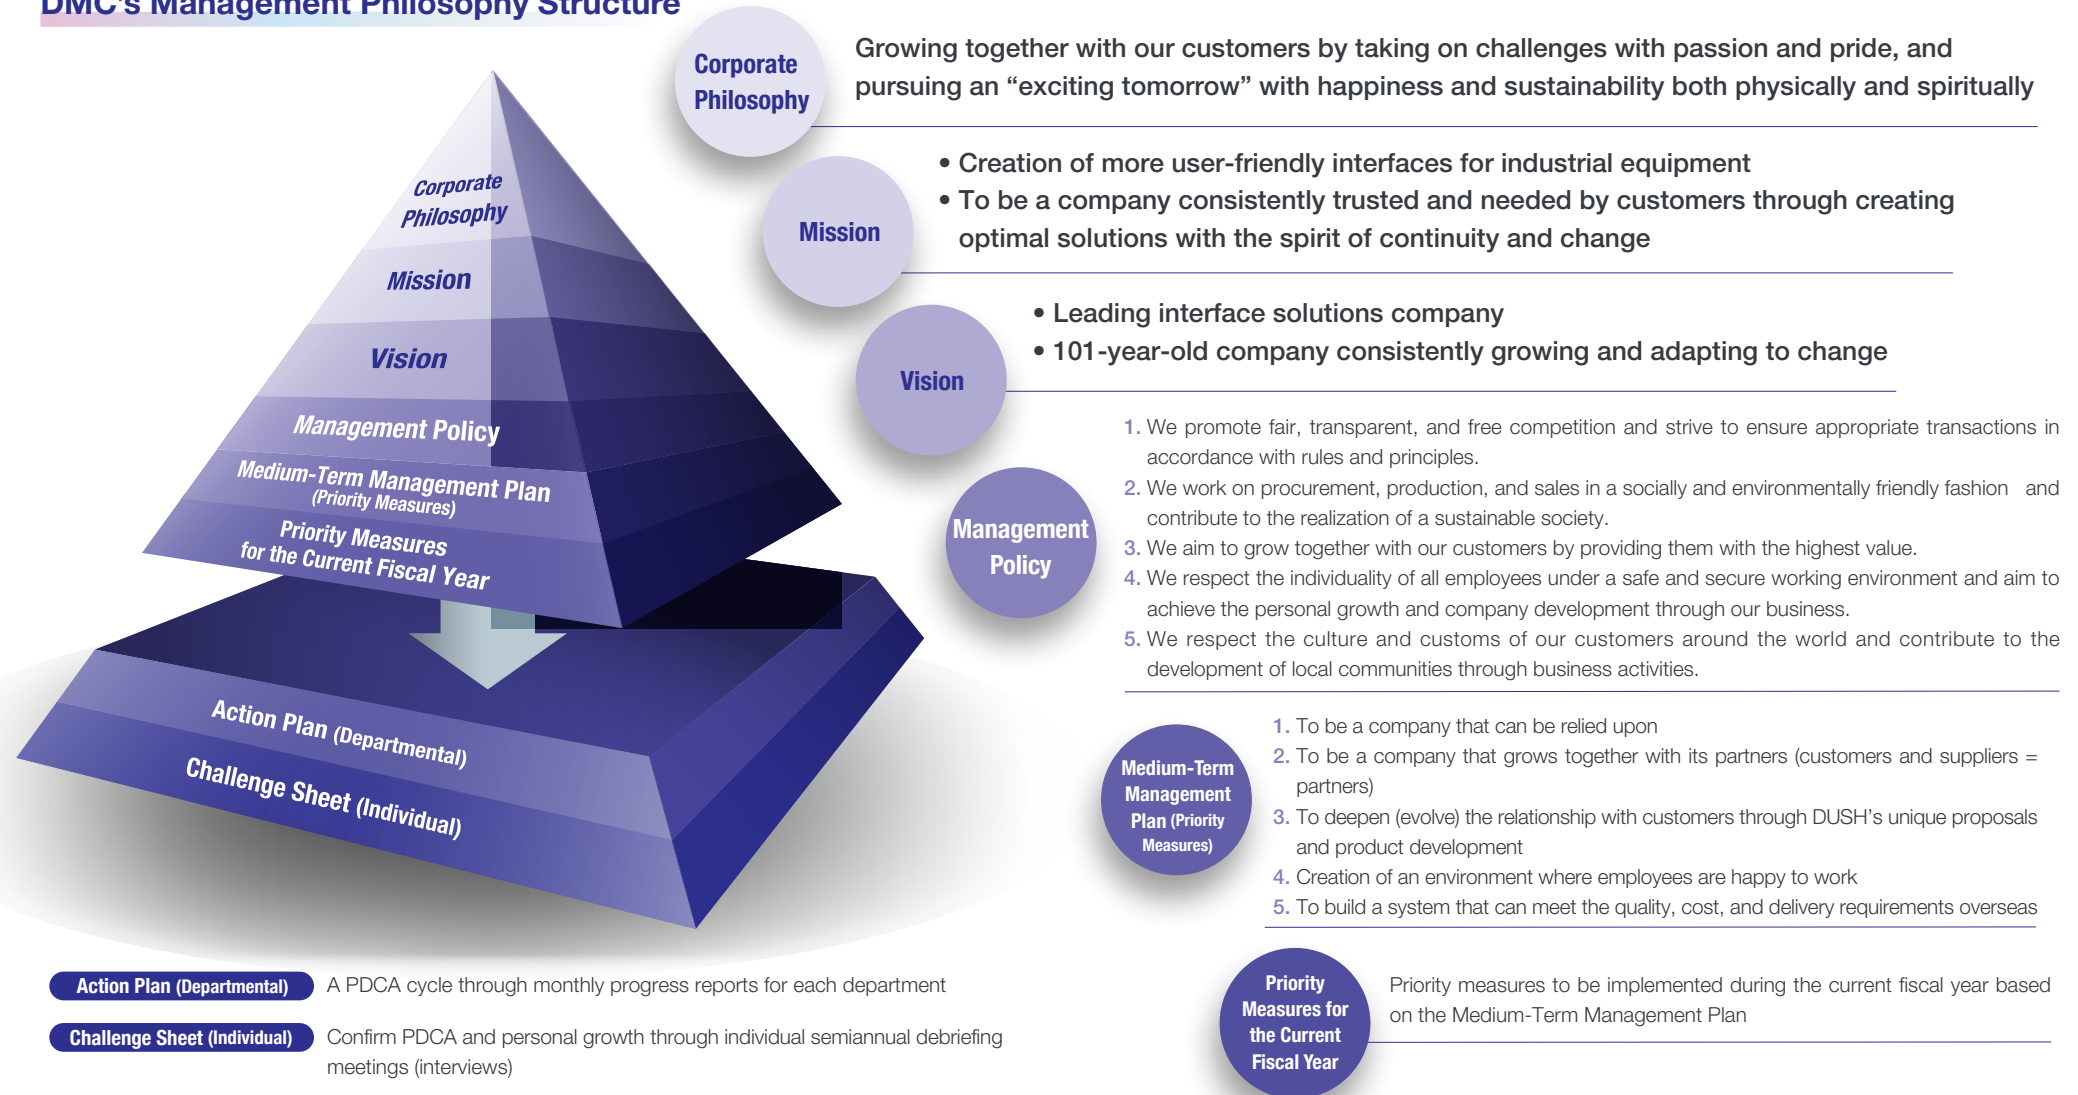 DMC's Management Philosophy Structure
Corporate
Philosophy
Mission
Vision
Management Policy
Medium-Term Management Plan
(Priority Measures)
Priority Measures
for the Current Fiscal Year
Action Plan (Departmental)
Challenge Sheet (Individual)
Corporate
Philosophy
Growing together with our customers by taking on challenges with passion and pride, and
pursuing an “exciting tomorrow” with happiness and sustainability both physically and spiritually
Mission
• Creation of more user-friendly interfaces for industrial equipment
• To be a company consistently trusted and needed by customers through creating
optimal solutions with the spirit of continuity and change
Vision
• Leading interface solutions company
• 101-year-old company consistently growing and adapting to change
Management
Policy
1. We promote fair, transparent, and free competition and strive to ensure appropriate transactions in
accordance with rules and principles.
2. We work on procurement, production, and sales in a socially and environmentally friendly fashion and
contribute to the realization of a sustainable society.
3. We aim to grow together with our customers by providing them with the highest value.
4. We respect the individuality of all employees under a safe and secure working environment and aim to
achieve the personal growth and company development through our business.
5. We respect the culture and customs of our customers around the world and contribute to the
development of local communities through business activities.
Medium-Term
Management
Plan (Priority
Measures)
1. To be a company that can be relied upon
2. To be a company that grows together with its partners (customers and suppliers =
partners)
3. To deepen (evolve) the relationship with customers through DUSH's unique proposals
and product development
4. Creation of an environment where employees are happy to work
5. To build a system that can meet the quality, cost, and delivery requirements overseas
Priority
Measures for
the Current
Fiscal Year
Priority measures to be implemented during the current fiscal year based
on the Medium-Term Management Plan
Action Plan (Departmental)
A PDCA cycle through monthly progress reports for each department
Challenge Sheet (Individual)
Confirm PDCA and personal growth through individual semiannual debriefing
meetings (interviews)